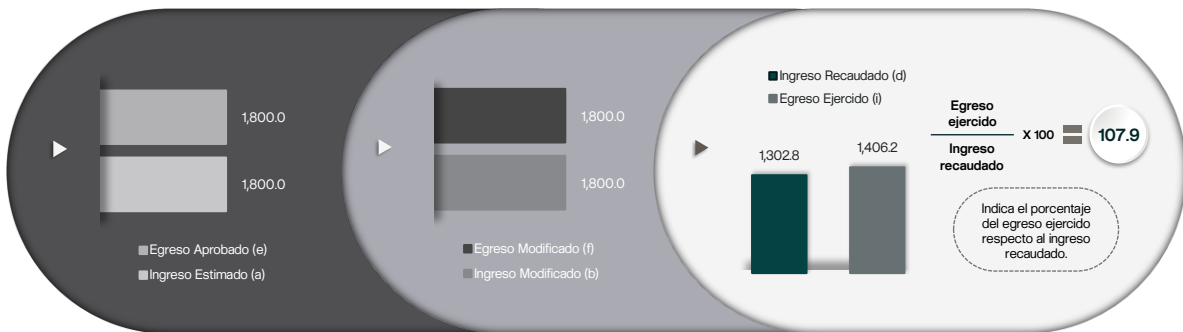 1,800.0
1,800.0
Egreso Aprobado (e)
Ingreso Estimado (a)
1,800.0
1,800.0
Egreso Modificado (f)
Ingreso Modificado (b)
Ingreso Recaudado (d)
Egreso Ejercido (i)
1,302.8
1,406.2
Egreso
ejercido
Ingreso
recaudado
X 100
107.9
Indica el porcentaje
del egreso ejercido
respecto al ingreso
recaudado.